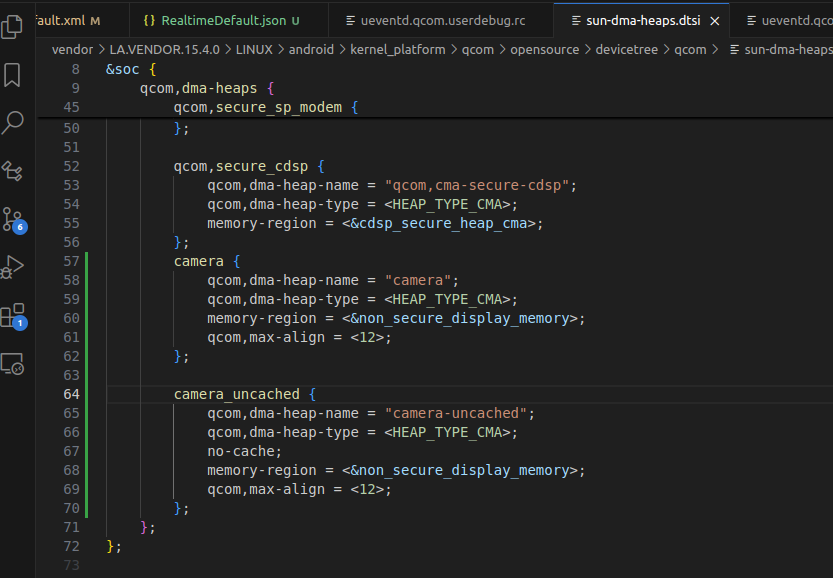 fault.xml M
{} RealtimeDefault.json U
ueventd.qcom.userdebug.rc
sun-dma-heaps.dtsi ×
ueventd.qco
vendor > LA.VENDOR.15.4.0 > LINUX > android > kernel_platform > qcom > opensource > devicetree > qcom > sun-dma-heaps
8 &soc {
9 qcom,dma-heaps {
45 qcom,secure_sp_modem {
50 };
51
52 qcom,secure_cdsp {
53 qcom,dma-heap-name = "qcom,cma-secure-cdsp";
54 qcom,dma-heap-type = <HEAP_TYPE_CMA>;
55 memory-region = <&cdsp_secure_heap_cma>;
56 };
57 camera {
58 qcom,dma-heap-name = "camera";
59 qcom,dma-heap-type = <HEAP_TYPE_CMA>;
60 memory-region = <&non_secure_display_memory>;
61 qcom,max-align = <12>;
62 };
63
64 camera_uncached {
65 qcom,dma-heap-name = "camera-uncached";
66 qcom,dma-heap-type = <HEAP_TYPE_CMA>;
67 no-cache;
68 memory-region = <&non_secure_display_memory>;
69 qcom,max-align = <12>;
70 };
71 };
72 };
73
6
1